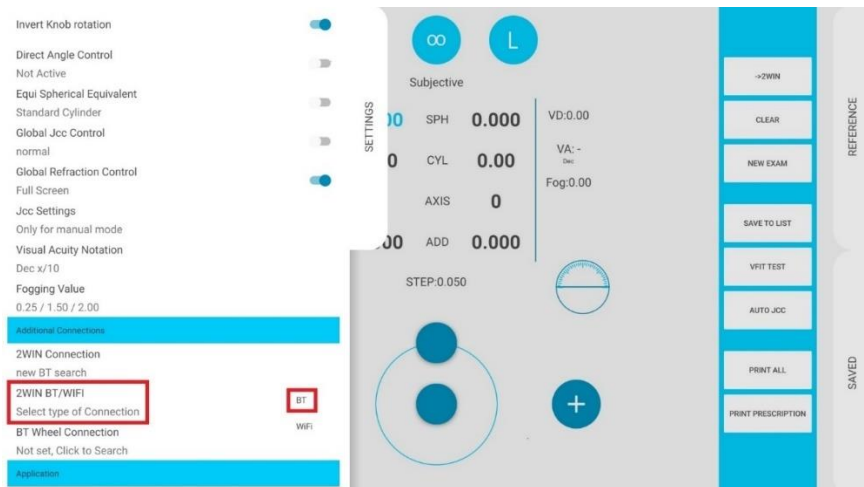 Invert Knob rotation
Direct Angle Control
Not Active
Equi Spherical Equivalent
Standard Cylinder
Global Jcc Control
normal
Global Refraction Control
Full Screen
Jcc Settings
Only for manual mode
Visual Acuity Notation
Dec x/10
Fogging Value
0.25 / 1.50 / 2.00
Additional Connections
2WIN Connection
new BT search
2WIN BT/WIFI
BT
Select type of Connection
WiFi
BT Wheel Connection
Not set, Click to Search
Application
SETTINGS
∞ L
Subjective
00 SPH 0.000
0 CYL 0.00
AXIS 0
00 ADD 0.000
STEP:0.050
VD:0.00
VA: -
Dec
Fog:0.00
+
->2WIN
CLEAR
NEW EXAM
SAVE TO LIST
VFIT TEST
AUTO JCC
PRINT ALL
PRINT PRESCRIPTION
REFERENCE
SAVED